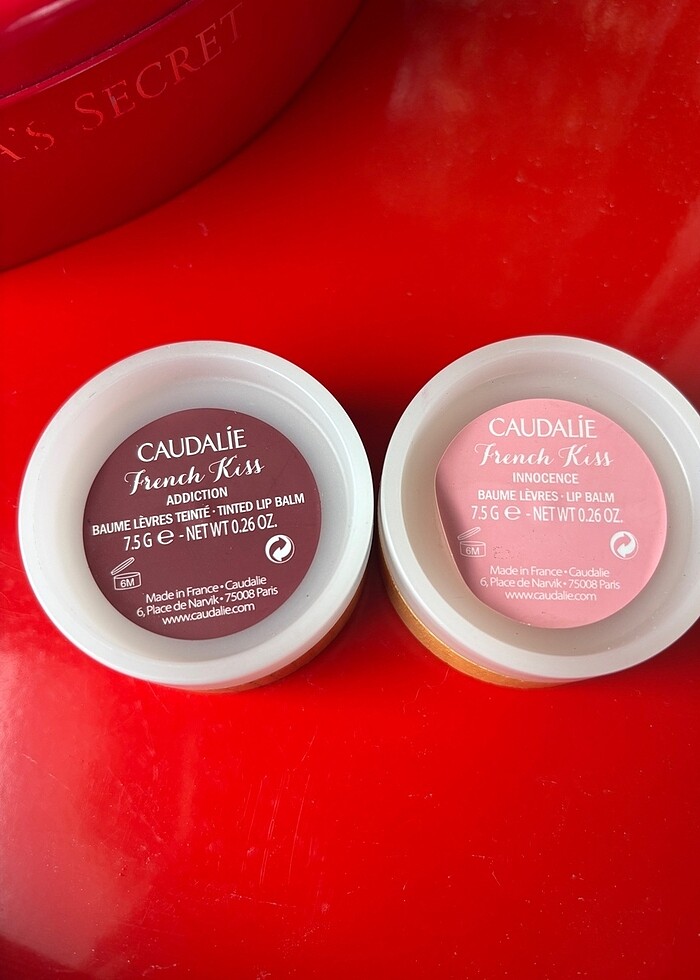 A'S SECRET
CAUDALÍE
French Kiss
ADDICTION
BAUME LÈVRES TEINTÉ · TINTED LIP BALM
7.5 G ℮ - NET WT 0.26 OZ.
6M
Made in France • Caudalie
6, Place de Narvik • 75008 Paris
www.caudalie.com
CAUDALÍE
French Kiss
INNOCENCE
BAUME LÈVRES · LIP BALM
7.5 G ℮ - NET WT 0.26 OZ.
6M
Made in France • Caudalie
6, Place de Narvik • 75008 Paris
www.caudalie.com